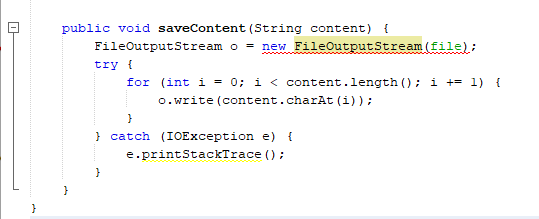 public void saveContent(String content) {
FileOutputStream o = new FileOutputStream(file);
try {
for (int i = 0; i < content.length(); i += 1) {
o.write(content.charAt(i));
}
} catch (IOException e) {
e.printStackTrace();
}
}
}